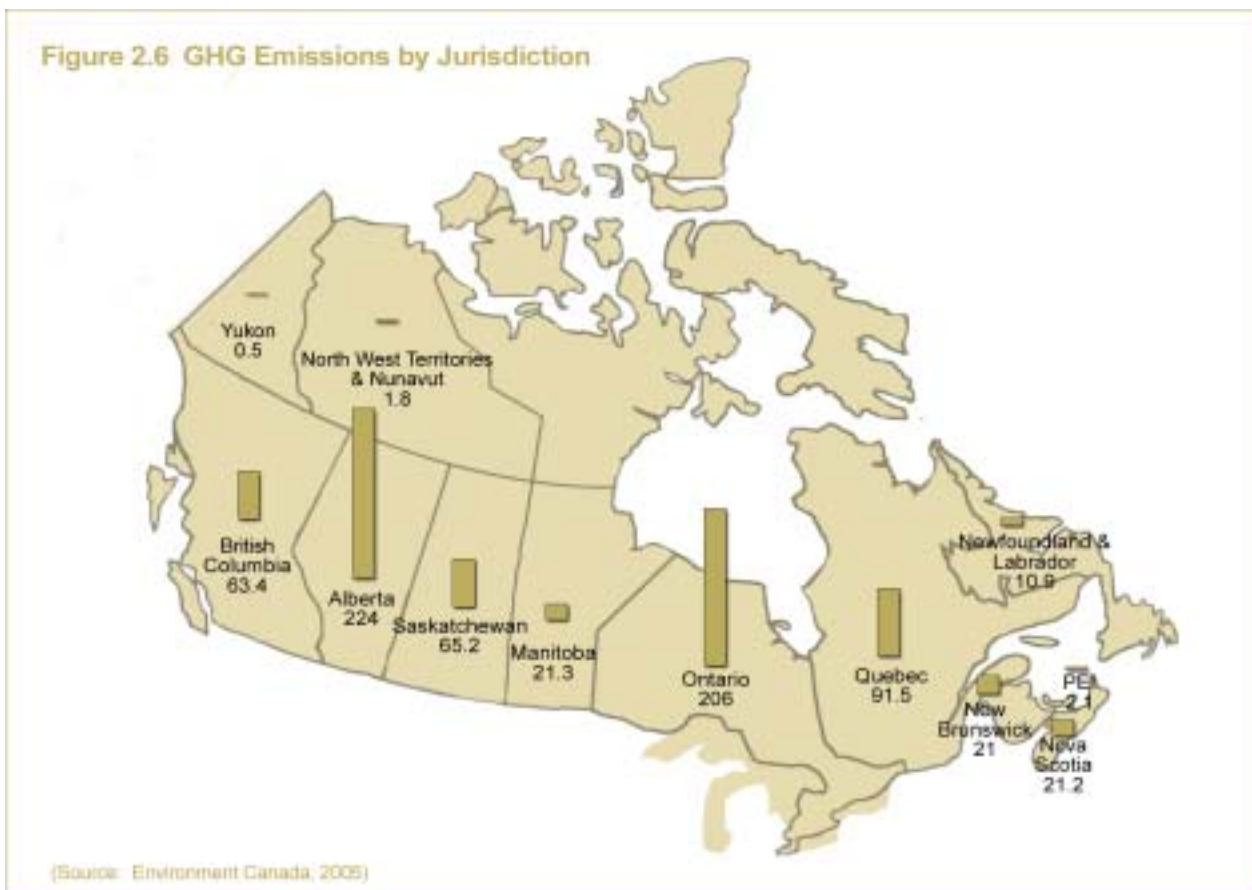 Figure 2.6 GHG Emissions by Jurisdiction
Yukon
0.5
North West Territories
& Nunavut
1.8
British
Columbia
63.4
Alberta
224
Saskatchewan
65.2
Manitoba
21.3
Ontario
206
Quebec
91.5
Newfoundland &
Labrador
10.9
PEI
2.1
New
Brunswick
21
Nova
Scotia
21.2
(Source: Environment Canada, 2005)